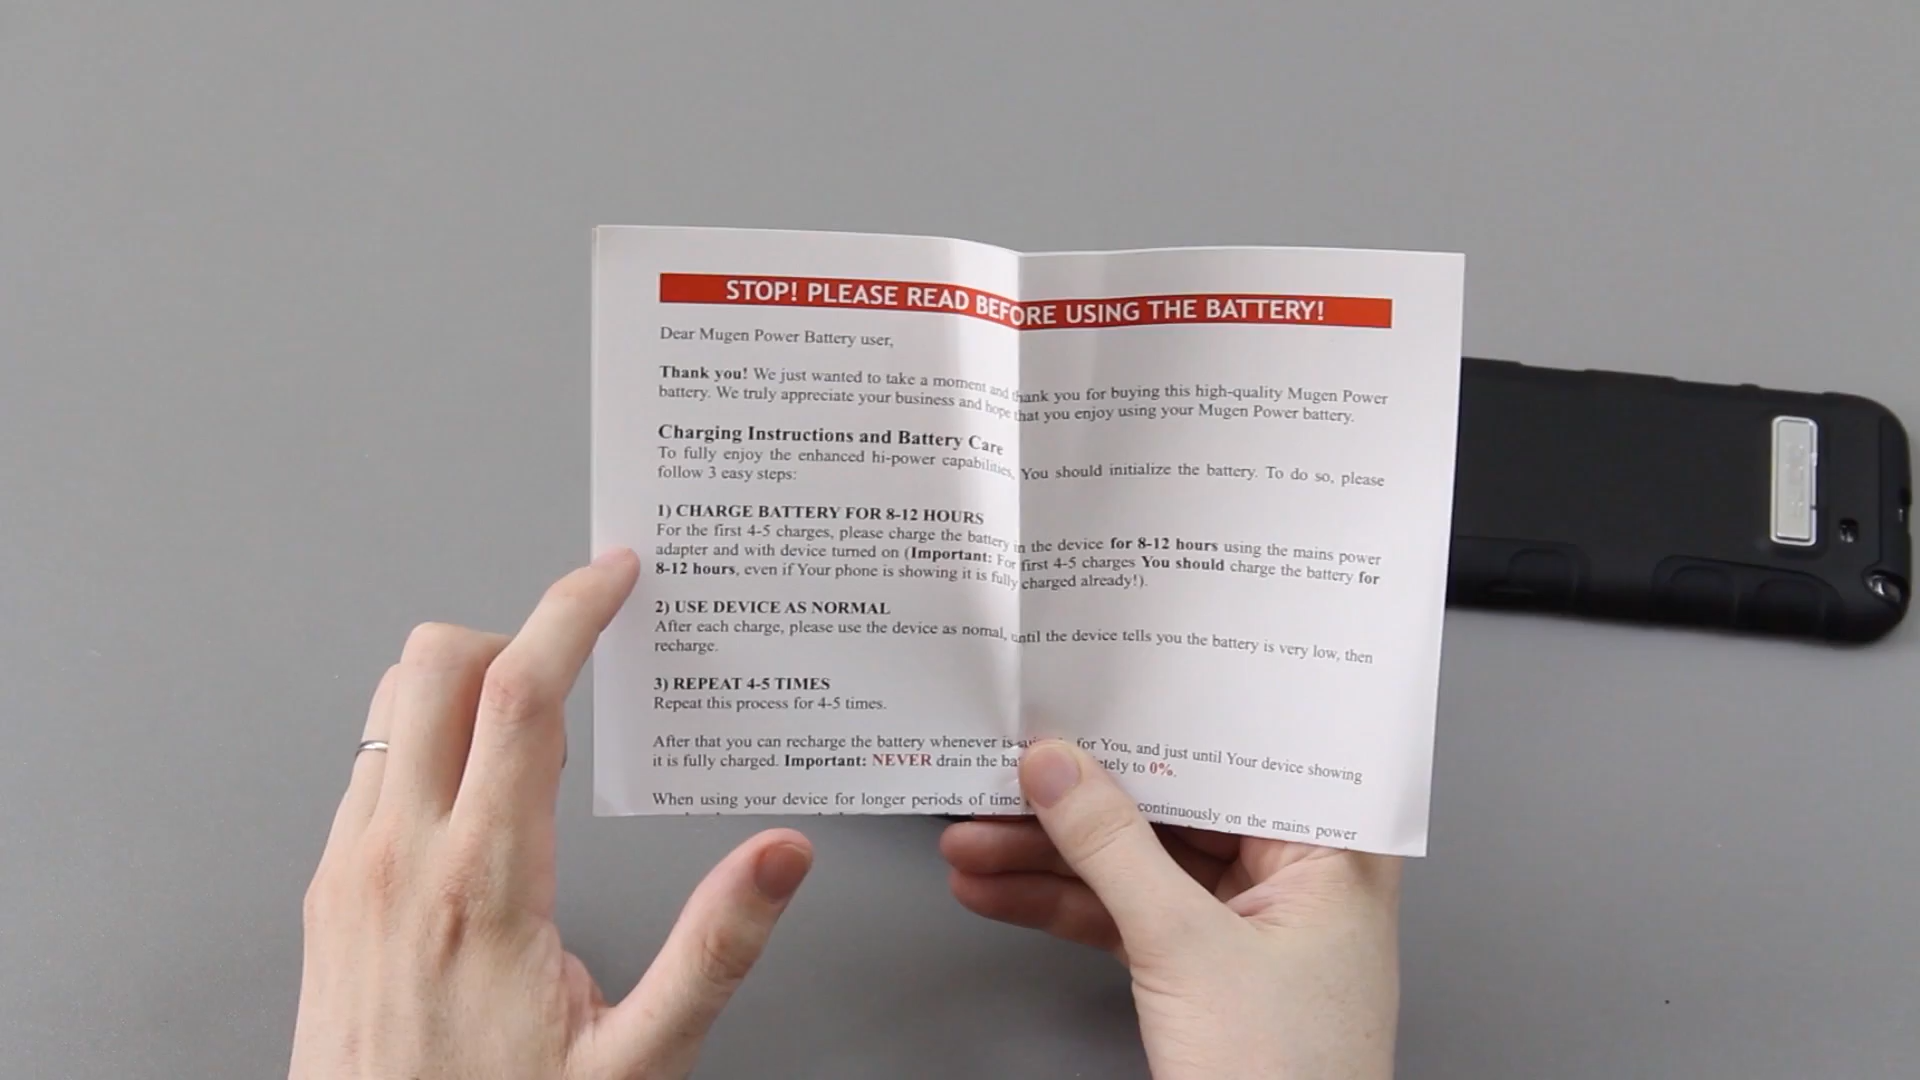 STOP! PLEASE READ BEFORE USING THE BATTERY!
Dear Mugen Power Battery user,
Thank you! We just wanted to take a moment and thank you for buying this high-quality Mugen Power
battery. We truly appreciate your business and hope that you enjoy using your Mugen Power battery.
Charging Instructions and Battery Care
To fully enjoy the enhanced hi-power capabilities, You should initialize the battery. To do so, please
follow 3 easy steps:
1) CHARGE BATTERY FOR 8-12 HOURS
For the first 4-5 charges, please charge the battery in the device for 8-12 hours using the mains power
adapter and with device turned on (Important: For first 4-5 charges You should charge the battery for
8-12 hours, even if Your phone is showing it is fully charged already!).
2) USE DEVICE AS NORMAL
After each charge, please use the device as nomal, until the device tells you the battery is very low, then
recharge.
3) REPEAT 4-5 TIMES
Repeat this process for 4-5 times.
After that you can recharge the battery whenever is for You, and just until Your device showing
it is fully charged. Important: NEVER drain the to 0%.
When using your device for longer periods of time continuously on the mains power